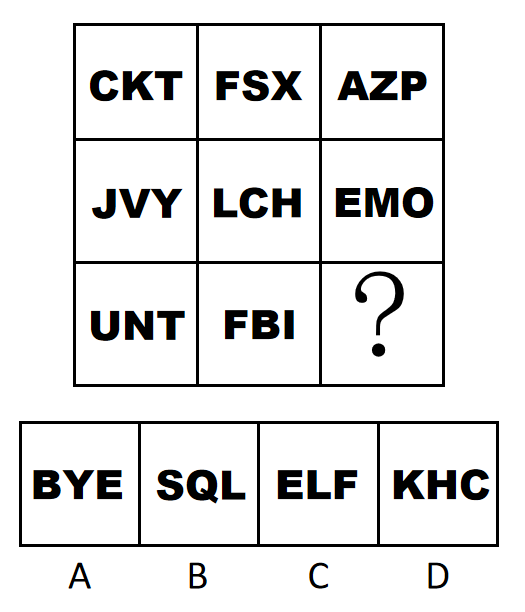 CKT FSX AZP
JVY LCH EMO
UNT FBI ?
BYE SQL ELF KHC
A B C D